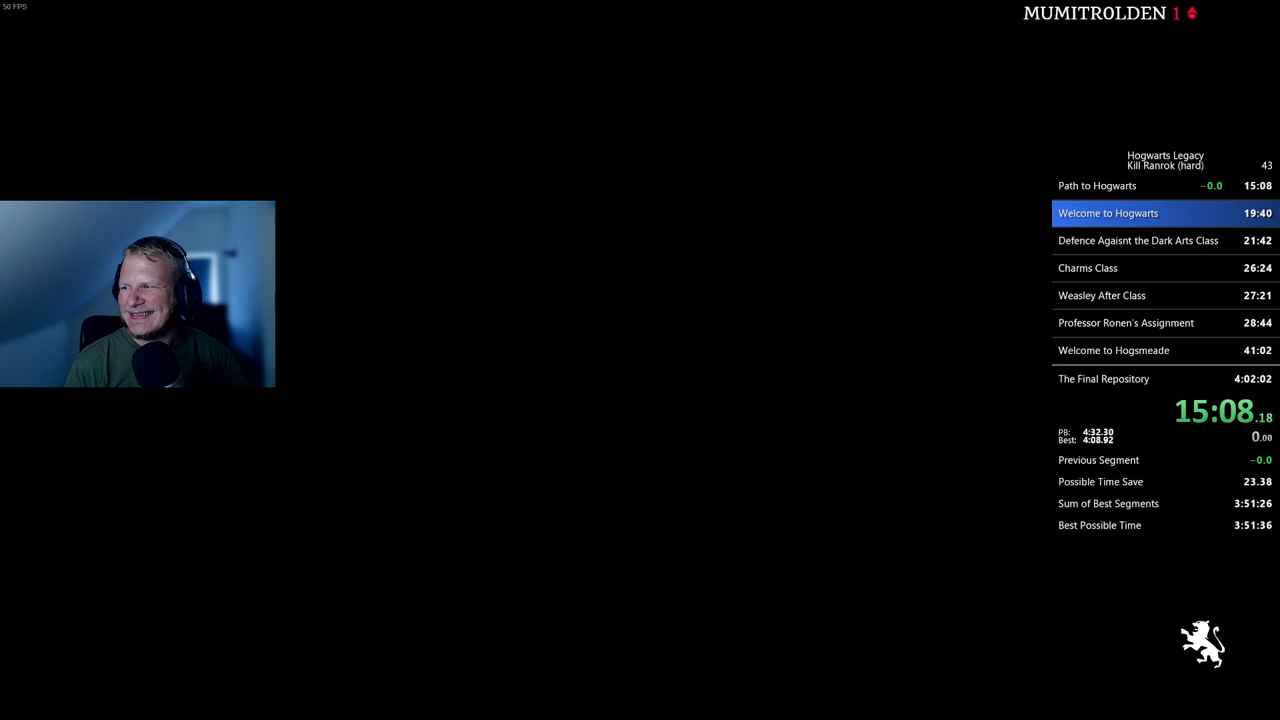 50 FPS
MUMITR0LDEN 1
Hogwarts Legacy
Kill Ranrok (hard) 43
Path to Hogwarts −0.0 15:08
Welcome to Hogwarts 19:40
Defence Agaisnt the Dark Arts Class 21:42
Charms Class 26:24
Weasley After Class 27:21
Professor Ronen's Assignment 28:44
Welcome to Hogsmeade 41:02
The Final Repository 4:02:02
15:08.18
PB: 4:32.30
Best: 4:08.92
0.00
Previous Segment −0.0
Possible Time Save 23.38
Sum of Best Segments 3:51:26
Best Possible Time 3:51:36